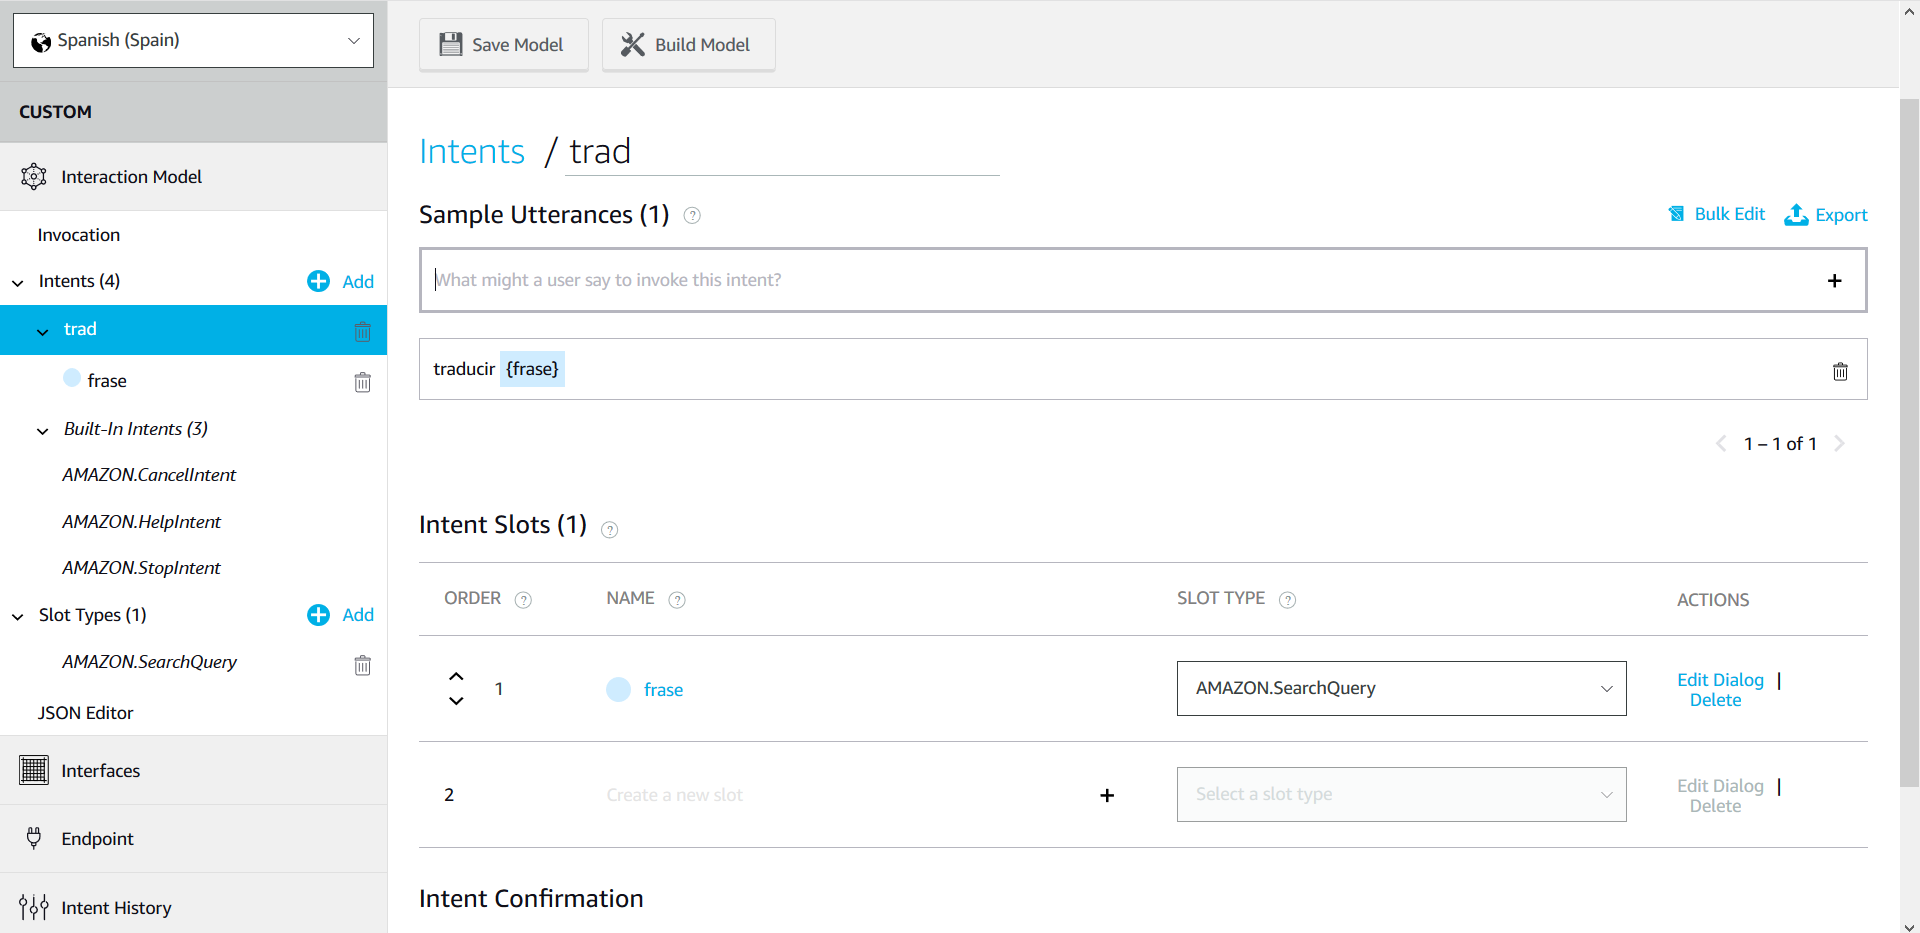 Spanish (Spain)
CUSTOM
Interaction Model
Invocation
Intents (4)
Add
trad
frase
Built-In Intents (3)
AMAZON.CancelIntent
AMAZON.HelpIntent
AMAZON.StopIntent
Slot Types (1)
Add
AMAZON.SearchQuery
JSON Editor
Interfaces
Endpoint
Intent History
Save Model
Build Model
Intents / trad
Sample Utterances (1) ?
Bulk Edit
Export
What might a user say to invoke this intent?
traducir {frase}
1 – 1 of 1
Intent Slots (1) ?
ORDER ? NAME ? SLOT TYPE ? ACTIONS
1 frase AMAZON.SearchQuery Edit Dialog |
Delete
2 Create a new slot + Select a slot type Edit Dialog |
Delete
Intent Confirmation